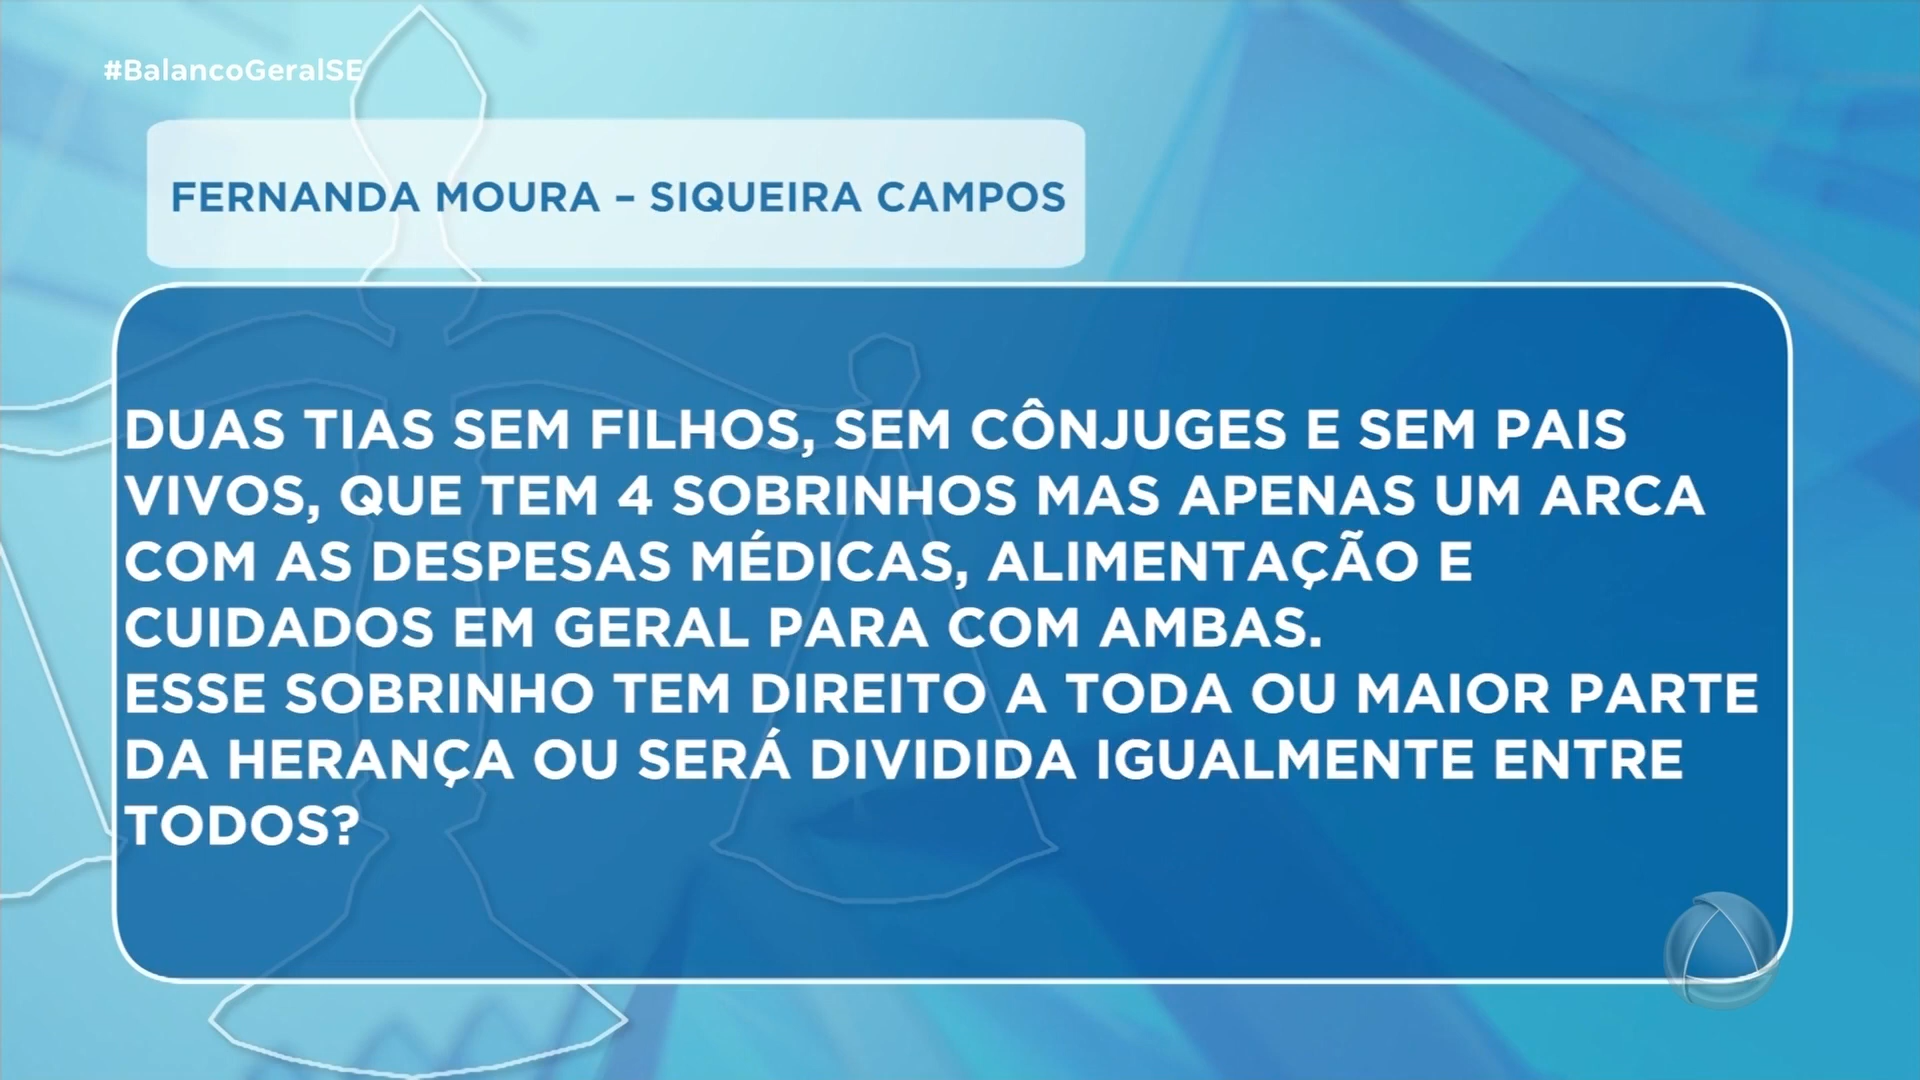 #BalancoGeralSE
FERNANDA MOURA – SIQUEIRA CAMPOS
DUAS TIAS SEM FILHOS, SEM CÔNJUGES E SEM PAIS
VIVOS, QUE TEM 4 SOBRINHOS MAS APENAS UM ARCA
COM AS DESPESAS MÉDICAS, ALIMENTAÇÃO E
CUIDADOS EM GERAL PARA COM AMBAS.
ESSE SOBRINHO TEM DIREITO A TODA OU MAIOR PARTE
DA HERANÇA OU SERÁ DIVIDIDA IGUALMENTE ENTRE
TODOS?